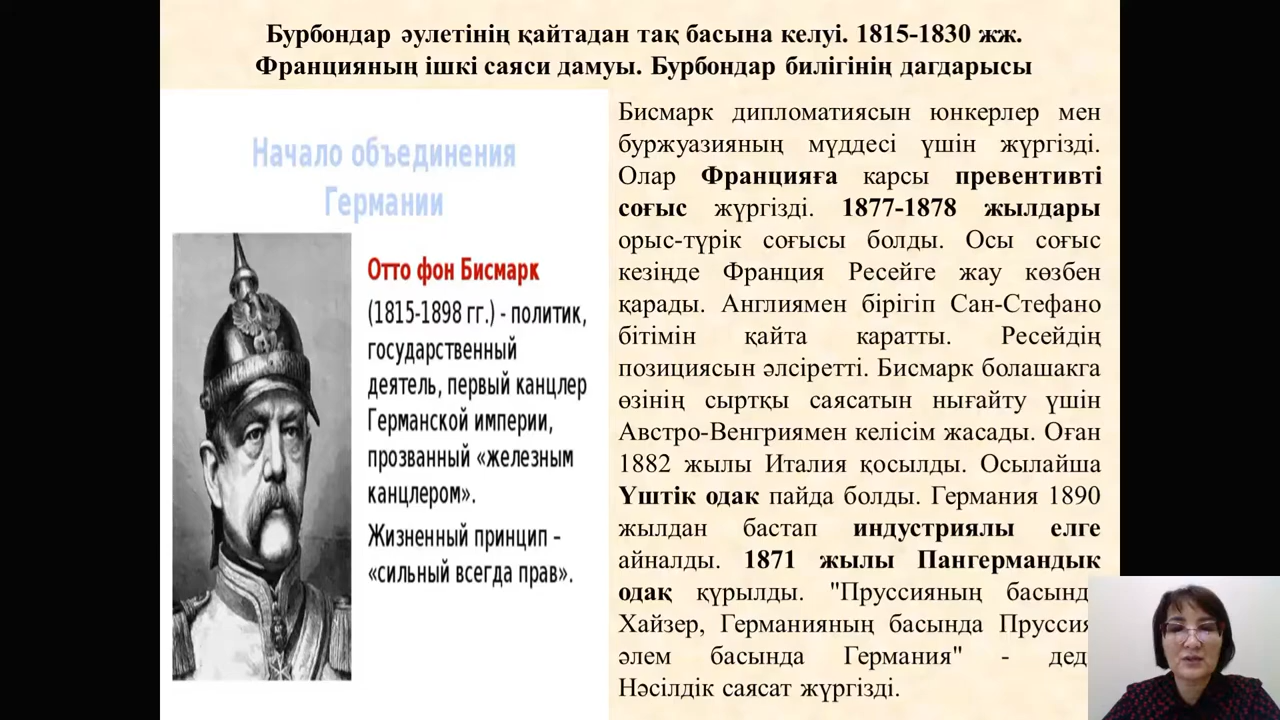 Бурбондар әулетінің қайтадан тақ басына келуі. 1815-1830 жж.
Францияның ішкі саяси дамуы. Бурбондар билігінің дагдарысы
Начало объединения
Германии
Отто фон Бисмарк
(1815-1898 гг.) - политик,
государственный
деятель, первый канцлер
Германской империи,
прозванный «железным
канцлером».
Жизненный принцип –
«сильный всегда прав».
Бисмарк дипломатиясын юнкерлер мен
буржуазияның мүддесі үшін жүргізді.
Олар Францияға карсы превентивті
соғыс жүргізді. 1877-1878 жылдары
орыс-түрік соғысы болды. Осы соғыс
кезіңде Франция Ресейге жау көзбен
қарады. Англиямен бірігіп Сан-Стефано
бітімін қайта каратты. Ресейдің
позициясын әлсіретті. Бисмарк болашакга
өзінің сыртқы саясатын нығайту үшін
Австро-Венгриямен келісім жасады. Оған
1882 жылы Италия қосылды. Осылайша
Үштік одак пайда болды. Германия 1890
жылдан бастап индустриялы елге
айналды. 1871 жылы Пангермандык
одақ құрылды. "Пруссияның
Хайзер, Германияның басында
әлем басында Германия" -
Нәсілдік саясат жүргізді.